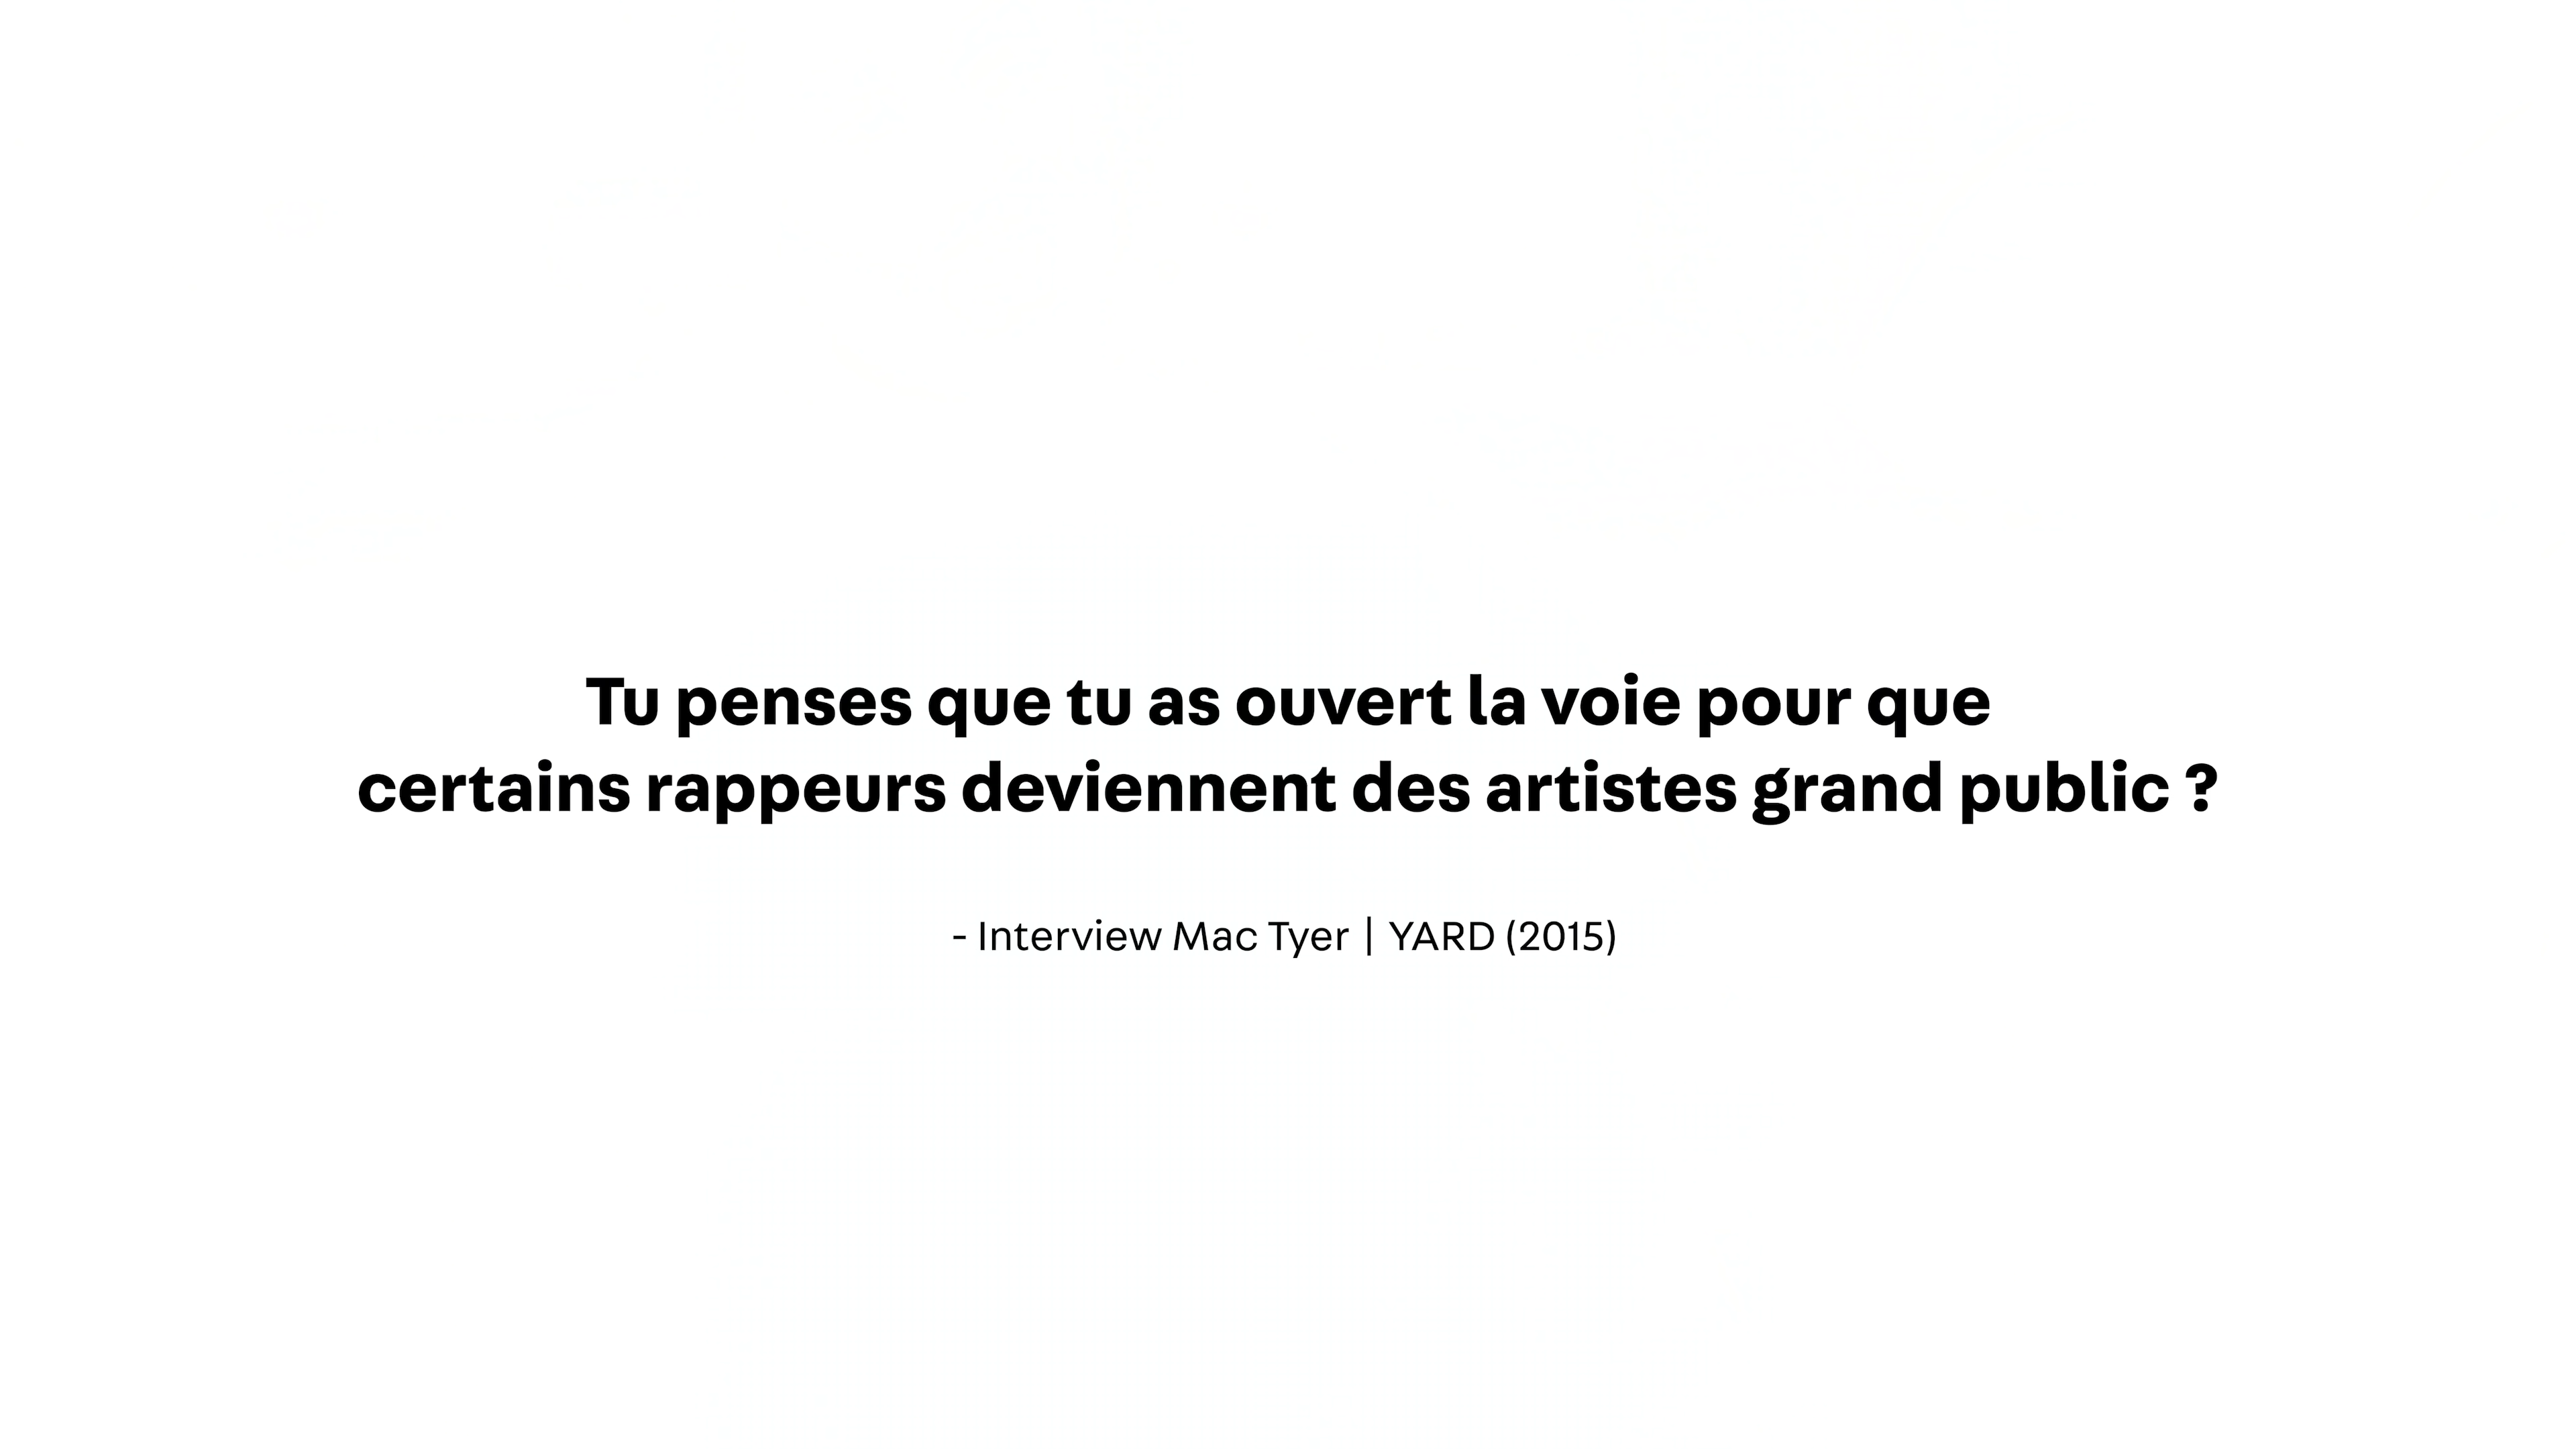 Tu penses que tu as ouvert la voie pour que
certains rappeurs deviennent des artistes grand public ?
- Interview Mac Tyer | YARD (2015)